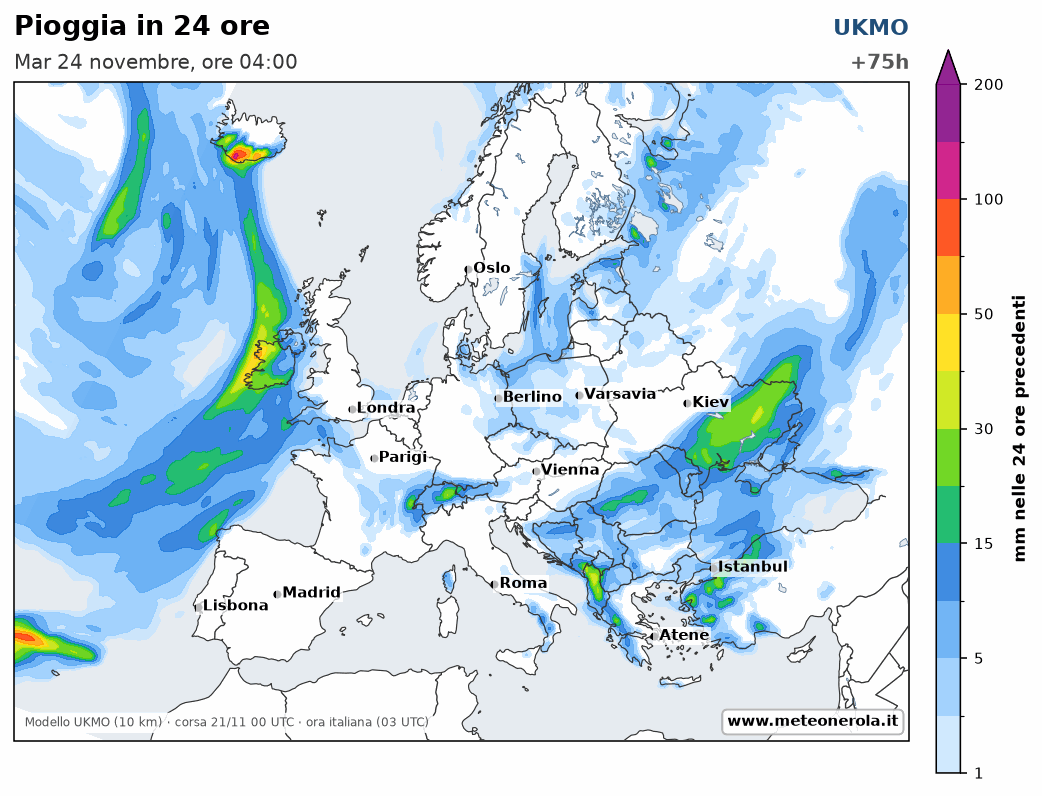 Pioggia in 24 ore
UKMO
Mar 24 novembre, ore 04:00
+75h
200
100
50
30
15
5
1
mm nelle 24 ore precedenti
Oslo
Londra
Berlino
Varsavia
Kiev
Parigi
Vienna
Istanbul
Roma
Madrid
Lisbona
Atene
Modello UKMO (10 km) · corsa 21/11 00 UTC · ora italiana (03 UTC)
www.meteonerola.it